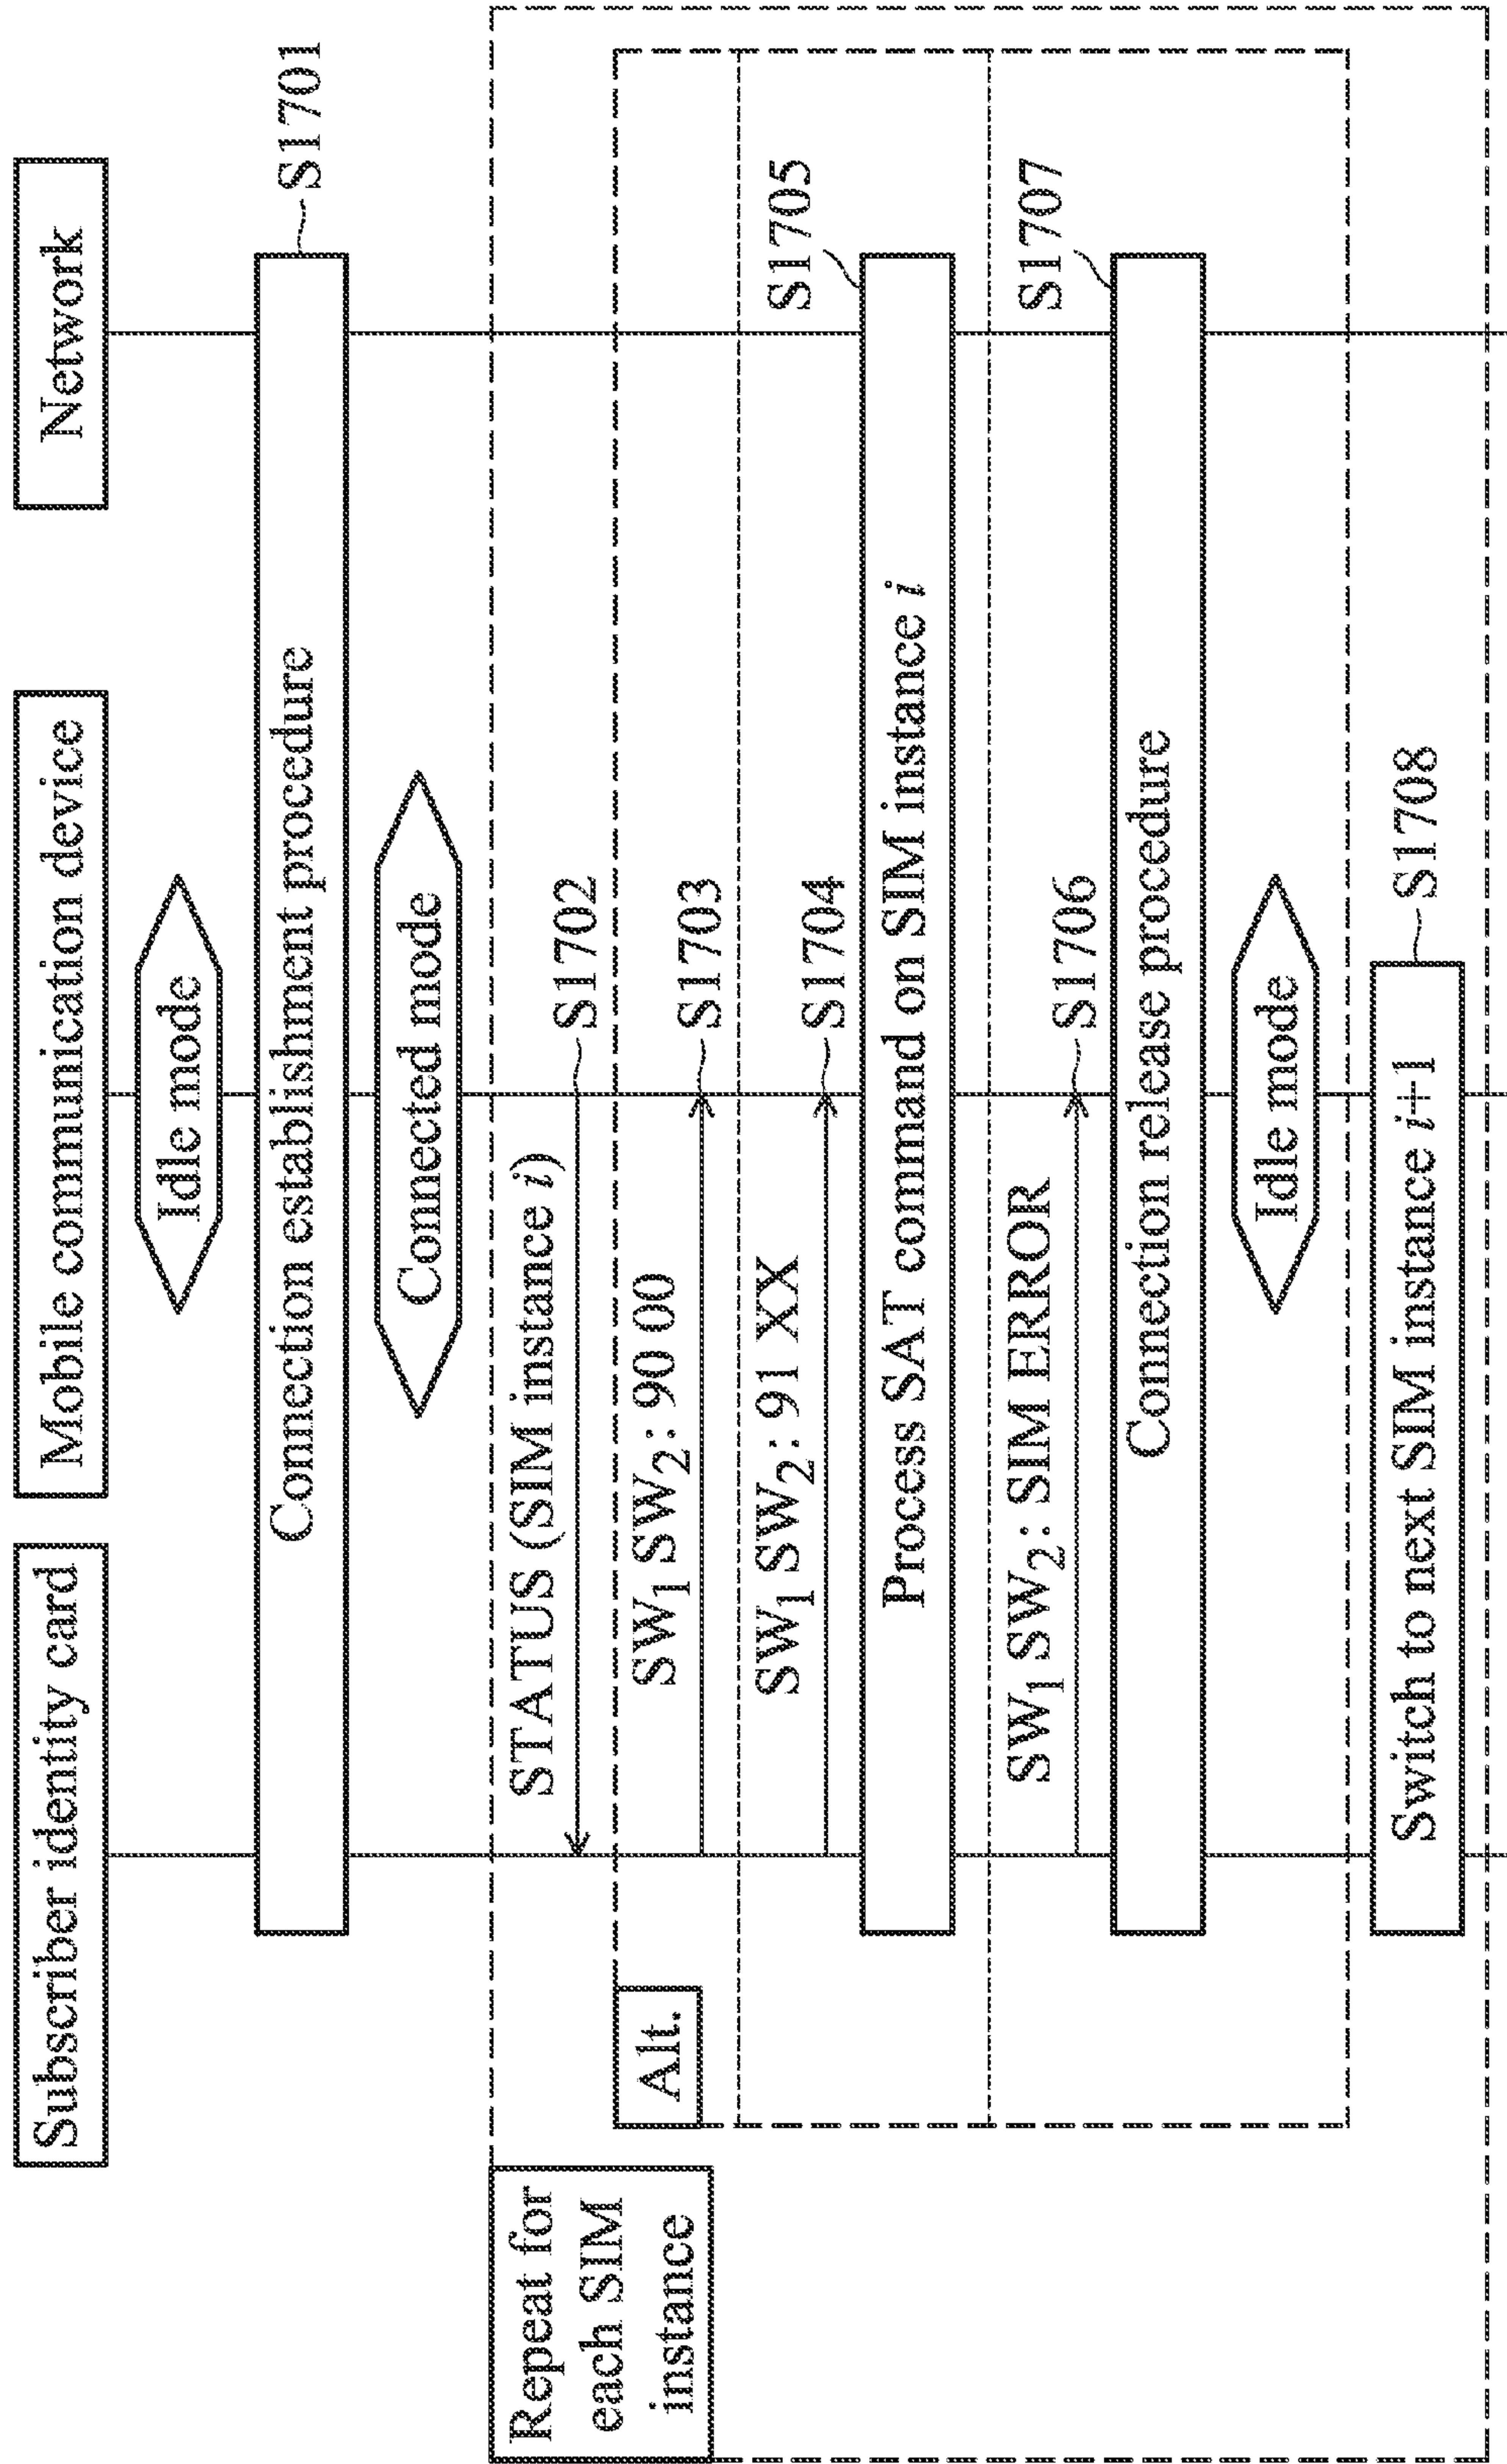 Subscriber identity card
Mobile communication device
Network
Idle mode
Connection establishment procedure
S1701
Connected mode
Repeat for
each SIM
instance
STATUS (SIM instance i)
S1702
Alt.
SW1 SW2: 90 00
S1703
SW1 SW2: 91 XX
S1704
S1705
Process SAT command on SIM instance i
SW1 SW2: SIM ERROR
S1706
S1707
Connection release procedure
Idle mode
Switch to next SIM instance i+1
S1708